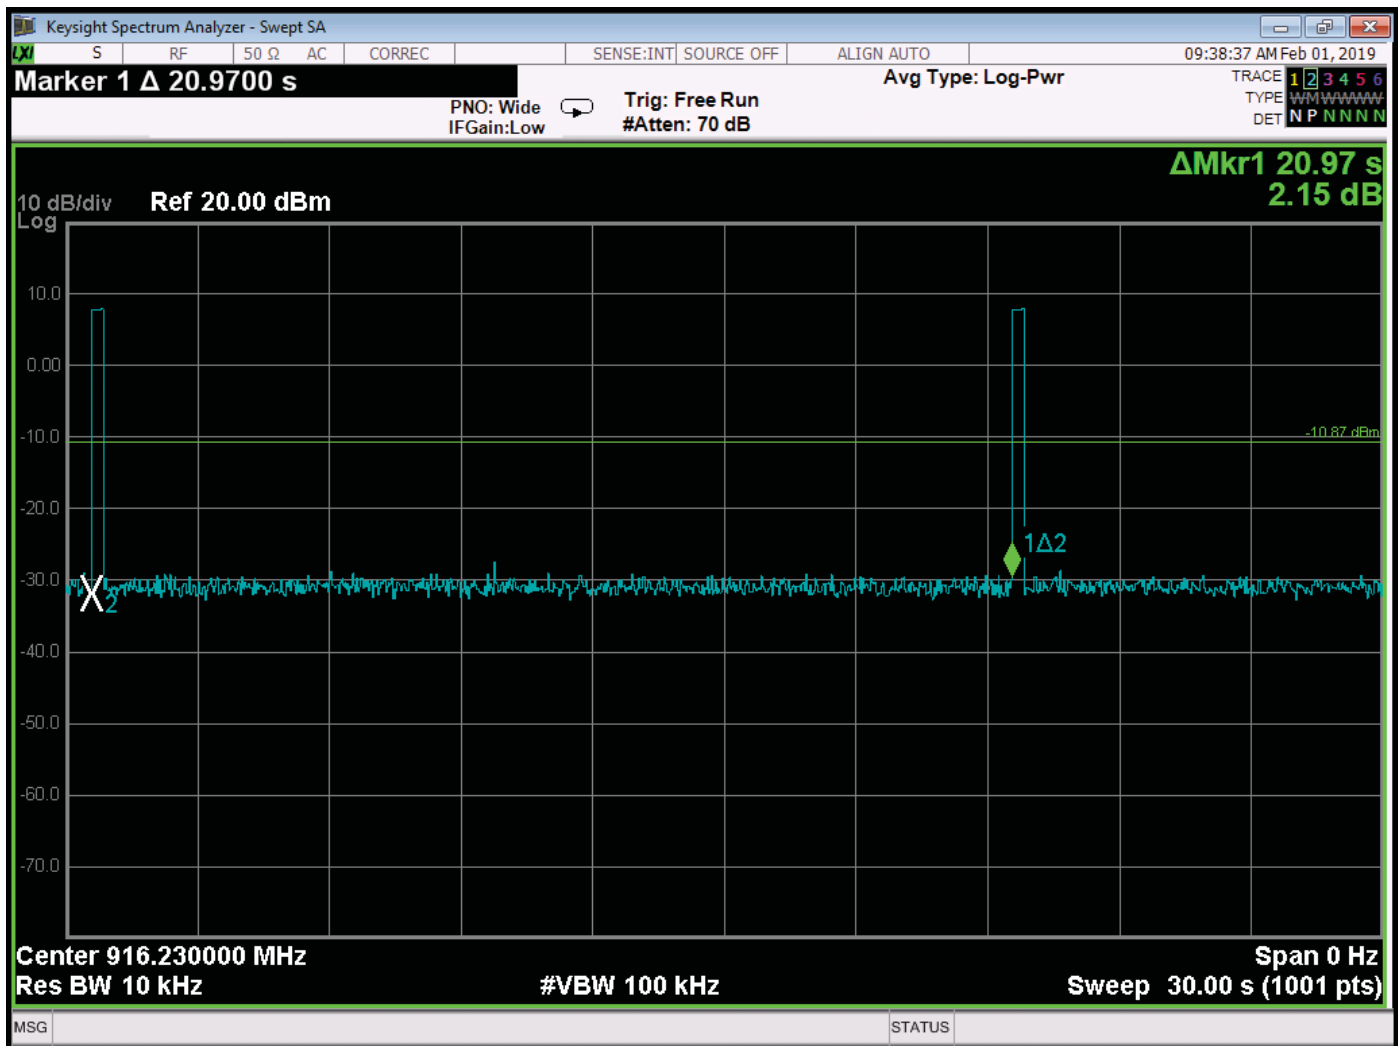 Keysight Spectrum Analyzer - Swept SA
LXI S RF 50 Ω AC CORREC SENSE:INT SOURCE OFF ALIGN AUTO 09:38:37 AM Feb 01, 2019
Marker 1 Δ 20.9700 s
PNO: Wide
IFGain:Low
Trig: Free Run
#Atten: 70 dB
Avg Type: Log-Pwr
TRACE 1 2 3 4 5 6
TYPE WMWWWW
DET N P N N N N
ΔMkr1 20.97 s
2.15 dB
10 dB/div Ref 20.00 dBm
Log
10.0
0.00
-10.0
-10.87 dBm
-20.0
1Δ2
-30.0
X2
-40.0
-50.0
-60.0
-70.0
Center 916.230000 MHz Span 0 Hz
Res BW 10 kHz #VBW 100 kHz Sweep 30.00 s (1001 pts)
MSG STATUS